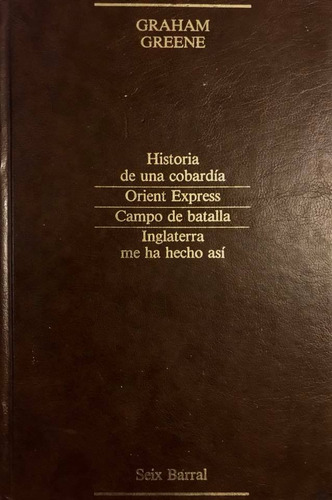 GRAHAM
GREENE
Historia
de una cobardía
Orient Express
Campo de batalla
Inglaterra
me ha hecho así
Seix Barral